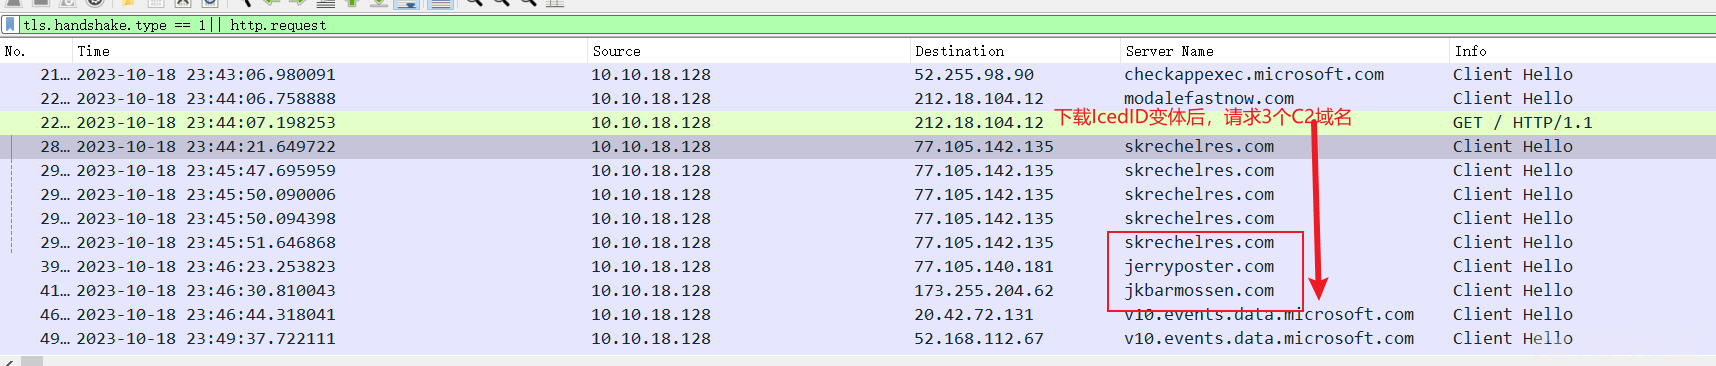 tls.handshake.type == 1|| http.request
No. Time Source Destination Server Name Info
21… 2023-10-18 23:43:06.980091 10.10.18.128 52.255.98.90 checkappexec.microsoft.com Client Hello
22… 2023-10-18 23:44:06.758888 10.10.18.128 212.18.104.12 modalefastnow.com Client Hello
22… 2023-10-18 23:44:07.198253 10.10.18.128 212.18.104.12 GET / HTTP/1.1
下载IcedID变体后，请求3个C2域名
28… 2023-10-18 23:44:21.649722 10.10.18.128 77.105.142.135 skrechelres.com Client Hello
29… 2023-10-18 23:45:47.695959 10.10.18.128 77.105.142.135 skrechelres.com Client Hello
29… 2023-10-18 23:45:50.090006 10.10.18.128 77.105.142.135 skrechelres.com Client Hello
29… 2023-10-18 23:45:50.094398 10.10.18.128 77.105.142.135 skrechelres.com Client Hello
29… 2023-10-18 23:45:51.646868 10.10.18.128 77.105.142.135 skrechelres.com Client Hello
39… 2023-10-18 23:46:23.253823 10.10.18.128 77.105.140.181 jerryposter.com Client Hello
41… 2023-10-18 23:46:30.810043 10.10.18.128 173.255.204.62 jkbarmossen.com Client Hello
46… 2023-10-18 23:46:44.318041 10.10.18.128 20.42.72.131 v10.events.data.microsoft.com Client Hello
49… 2023-10-18 23:49:37.722111 10.10.18.128 52.168.112.67 v10.events.data.microsoft.com Client Hello